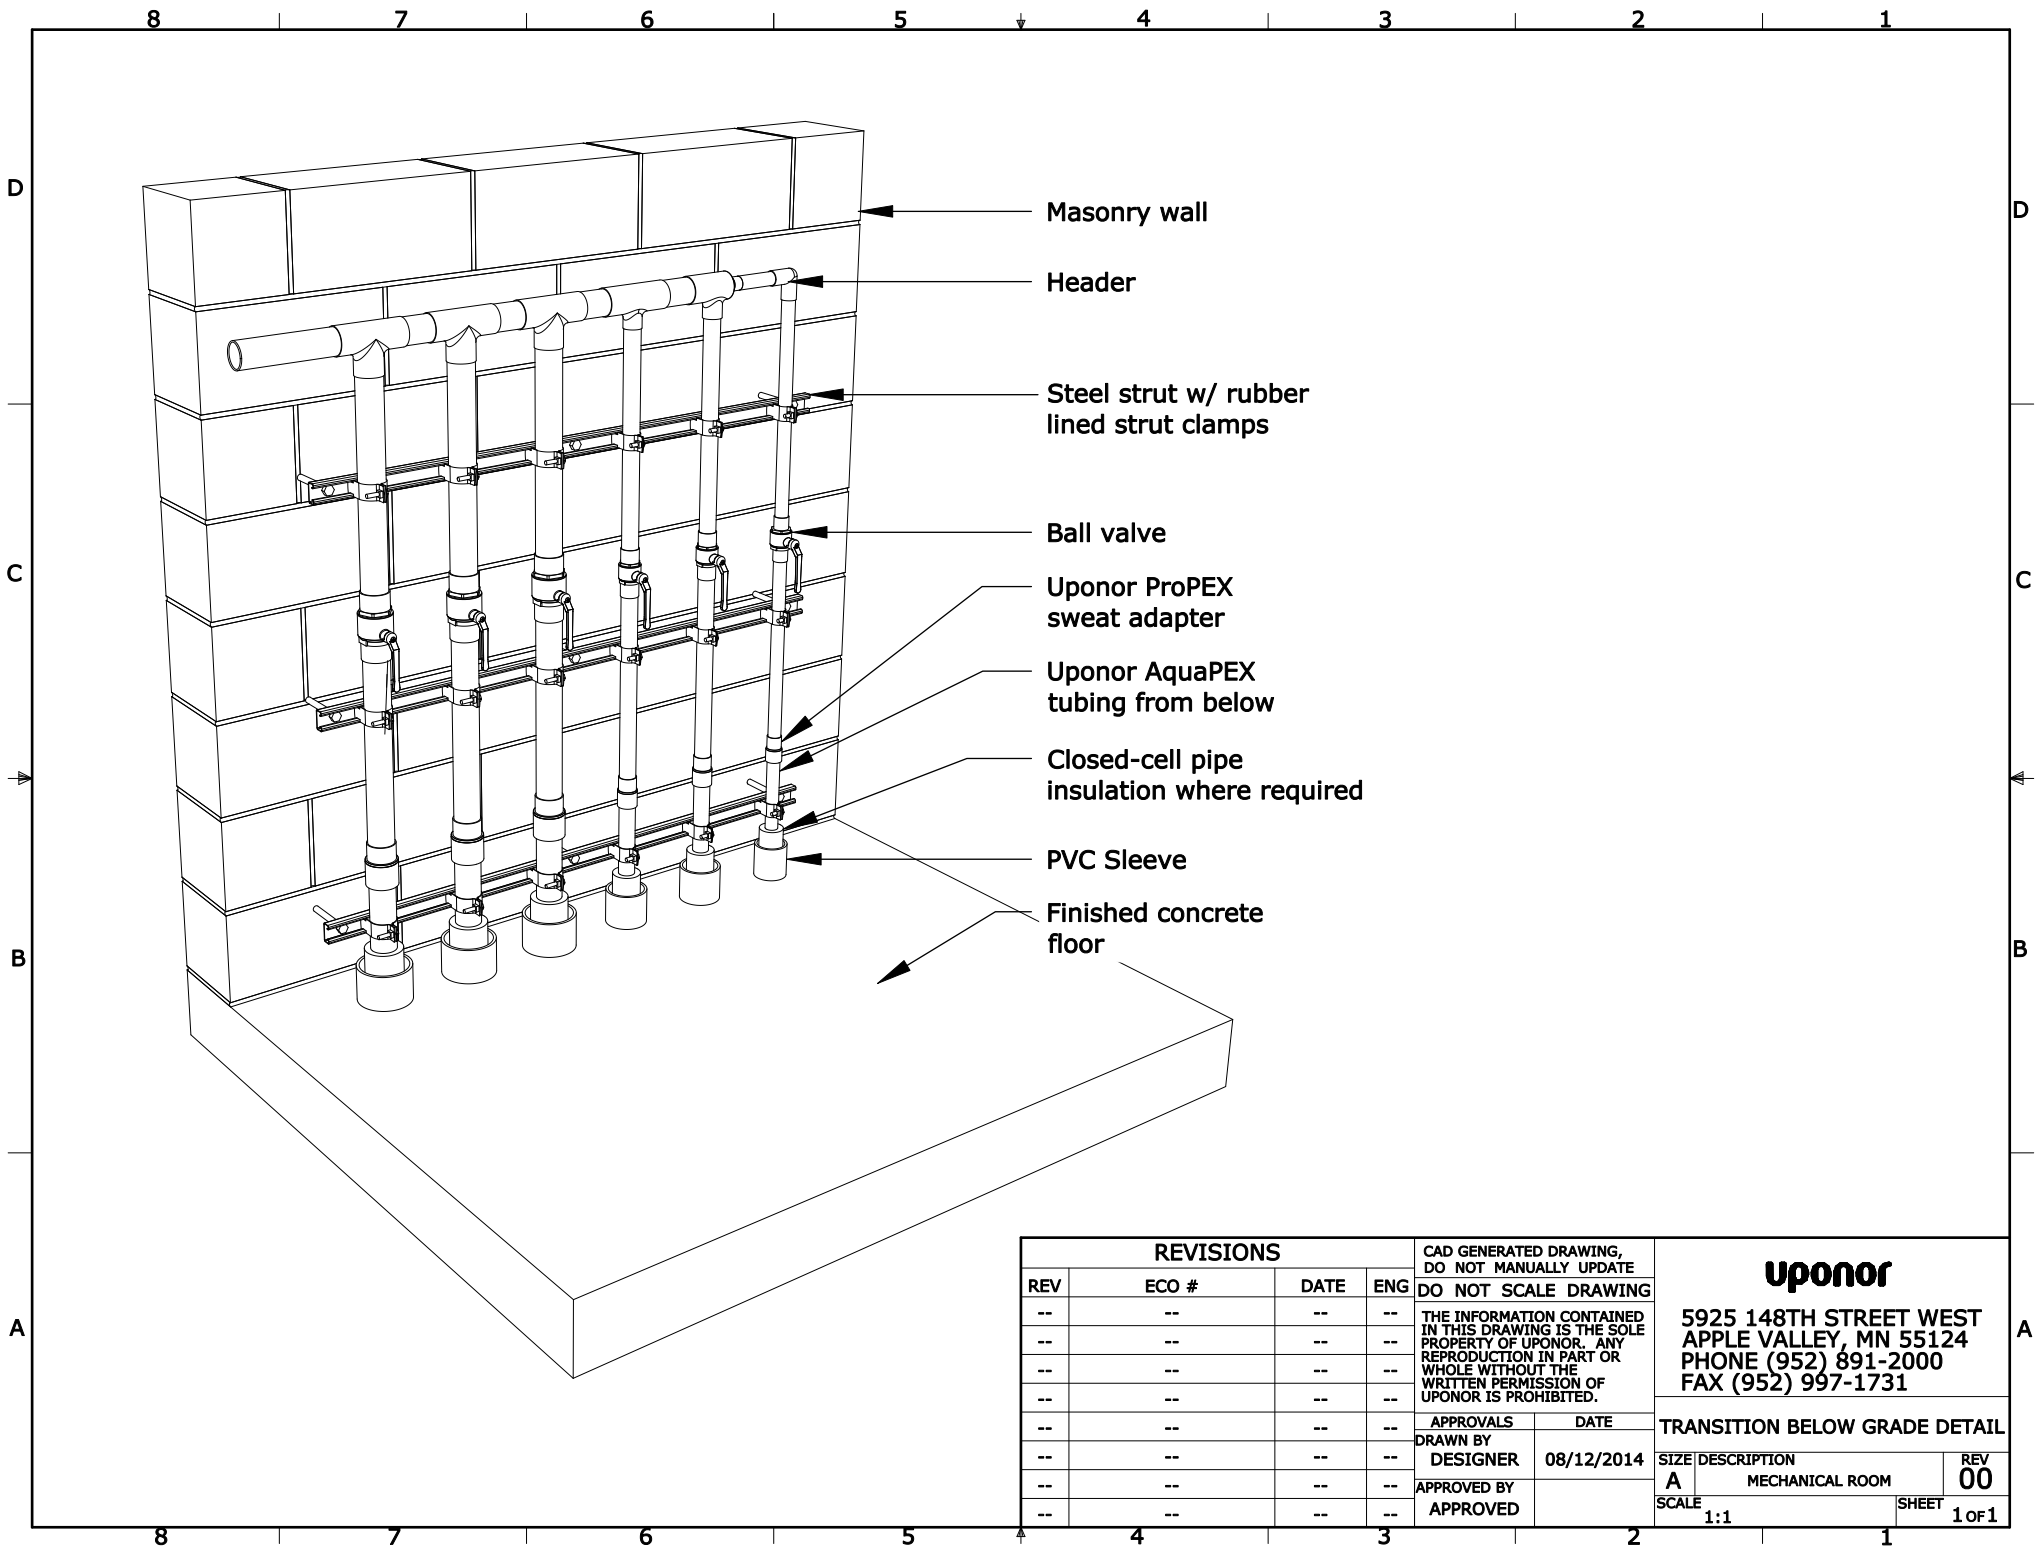 8 7 6 5 4 3 2 1
D
D
Masonry wall
Header
Steel strut w/ rubber
lined strut clamps
Ball valve
C
C
Uponor ProPEX
sweat adapter
Uponor AquaPEX
tubing from below
Closed-cell pipe
insulation where required
PVC Sleeve
Finished concrete
floor
B
B
A
A
REVISIONS
REV ECO # DATE ENG
-- -- -- --
-- -- -- --
-- -- -- --
-- -- -- --
-- -- -- --
-- -- -- --
-- -- -- --
-- -- -- --
CAD GENERATED DRAWING,
DO NOT MANUALLY UPDATE
DO NOT SCALE DRAWING
THE INFORMATION CONTAINED
IN THIS DRAWING IS THE SOLE
PROPERTY OF UPONOR. ANY
REPRODUCTION IN PART OR
WHOLE WITHOUT THE
WRITTEN PERMISSION OF
UPONOR IS PROHIBITED.
APPROVALS DATE
DRAWN BY
DESIGNER 08/12/2014
APPROVED BY
APPROVED
uponor
5925 148TH STREET WEST
APPLE VALLEY, MN 55124
PHONE (952) 891-2000
FAX (952) 997-1731
TRANSITION BELOW GRADE DETAIL
SIZE DESCRIPTION REV
A MECHANICAL ROOM 00
SCALE 1:1 SHEET 1 OF 1
8 7 6 5 4 3 2 1